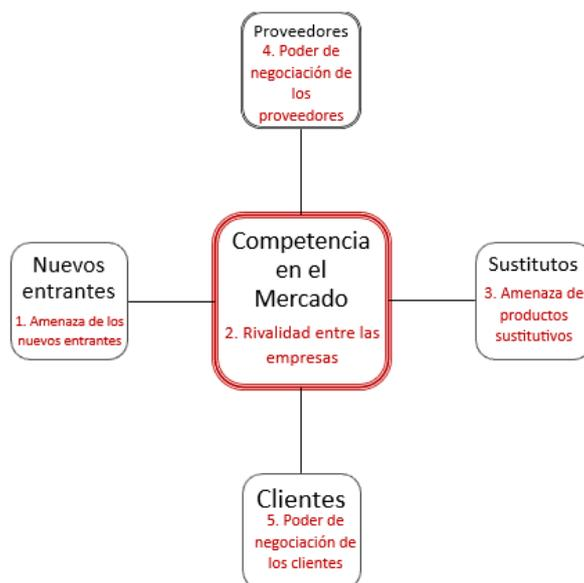 Proveedores
4. Poder de
negociación de
los
proveedores
Nuevos
entrantes
1. Amenaza de los
nuevos entrantes
Competencia
en el
Mercado
2. Rivalidad entre las
empresas
Sustitutos
3. Amenaza de
productos
sustitutivos
Clientes
5. Poder de
negociación de
los clientes